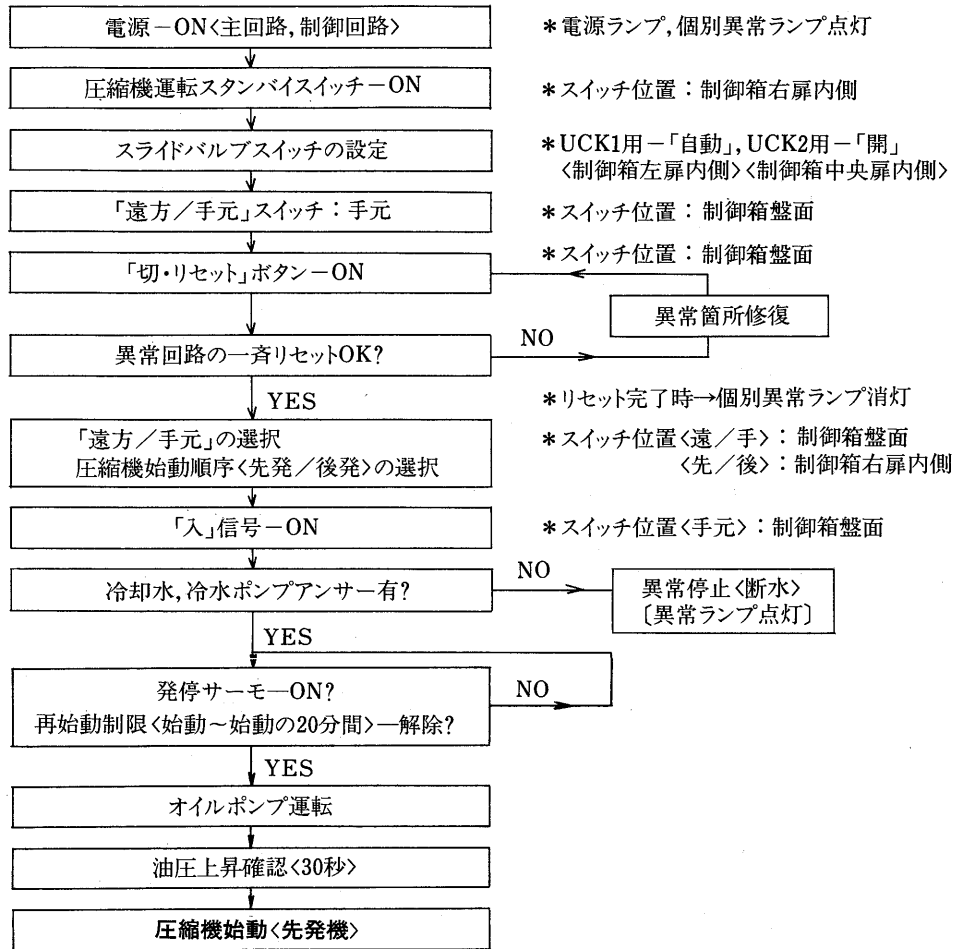 電源－ON〈主回路,制御回路〉
＊電源ランプ,個別異常ランプ点灯
圧縮機運転スタンバイスイッチ－ON
＊スイッチ位置：制御箱右扉内側
スライドバルブスイッチの設定
＊UCK1用－「自動」,UCK2用－「開」
〈制御箱左扉内側〉〈制御箱中央扉内側〉
「遠方／手元」スイッチ：手元
＊スイッチ位置：制御箱盤面
「切・リセット」ボタン－ON
＊スイッチ位置：制御箱盤面
異常箇所修復
異常回路の一斉リセットOK?
NO
YES
＊リセット完了時→個別異常ランプ消灯
「遠方／手元」の選択
圧縮機始動順序〈先発／後発〉の選択
＊スイッチ位置〈遠／手〉：制御箱盤面
〈先／後〉：制御箱右扉内側
「入」信号－ON
＊スイッチ位置〈手元〉：制御箱盤面
冷却水,冷水ポンプアンサー有?
NO
異常停止〈断水〉
〔異常ランプ点灯〕
YES
発停サーモ―ON?
再始動制限〈始動～始動の20分間〉―解除?
NO
YES
オイルポンプ運転
油圧上昇確認〈30秒〉
圧縮機始動〈先発機〉